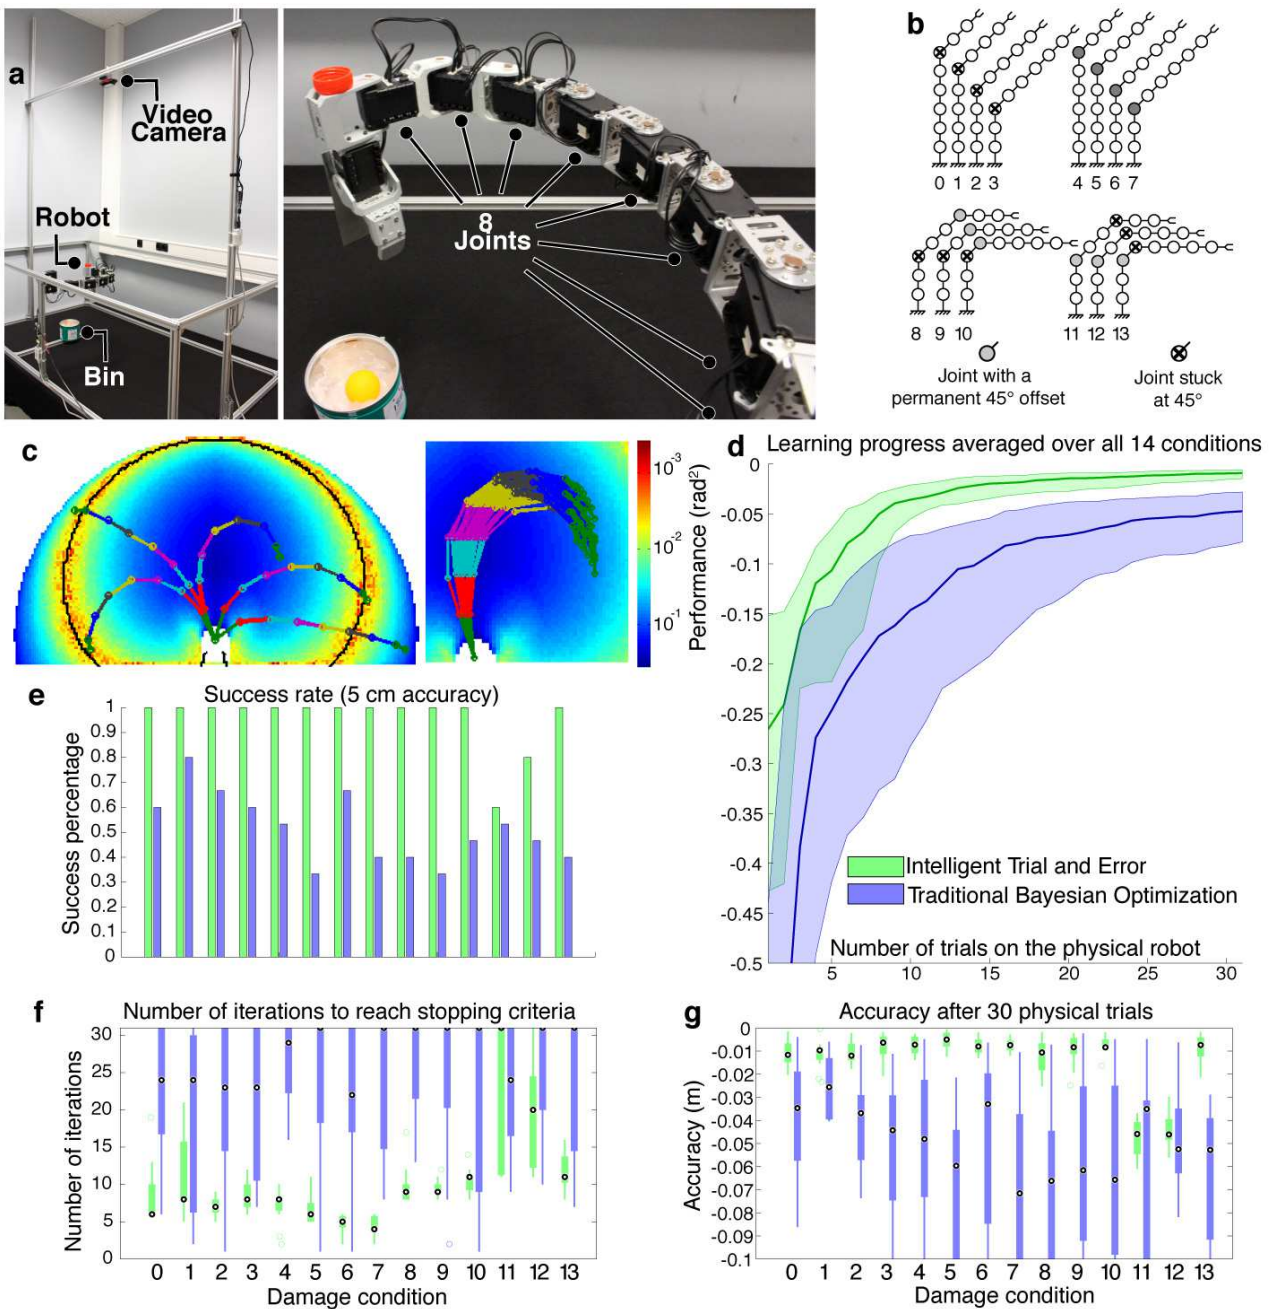 a
Video
Camera
Robot
Bin
8
Joints
b
0 1 2 3
4 5 6 7
8 9 10
11 12 13
Joint with a
permanent 45° offset
Joint stuck
at 45°
c
10⁻³
10⁻²
10⁻¹
Performance (rad²)
d
Learning progress averaged over all 14 conditions
0
-0.05
-0.1
-0.15
-0.2
-0.25
-0.3
-0.35
-0.4
-0.45
-0.5
Intelligent Trial and Error
Traditional Bayesian Optimization
Number of trials on the physical robot
5 10 15 20 25 30
e
Success rate (5 cm accuracy)
Success percentage
1
0.9
0.8
0.7
0.6
0.5
0.4
0.3
0.2
0.1
0
f
Number of iterations to reach stopping criteria
Number of iterations
30
25
20
15
10
5
0
0 1 2 3 4 5 6 7 8 9 10 11 12 13
Damage condition
g
Accuracy after 30 physical trials
Accuracy (m)
0
-0.01
-0.02
-0.03
-0.04
-0.05
-0.06
-0.07
-0.08
-0.09
-0.1
0 1 2 3 4 5 6 7 8 9 10 11 12 13
Damage condition